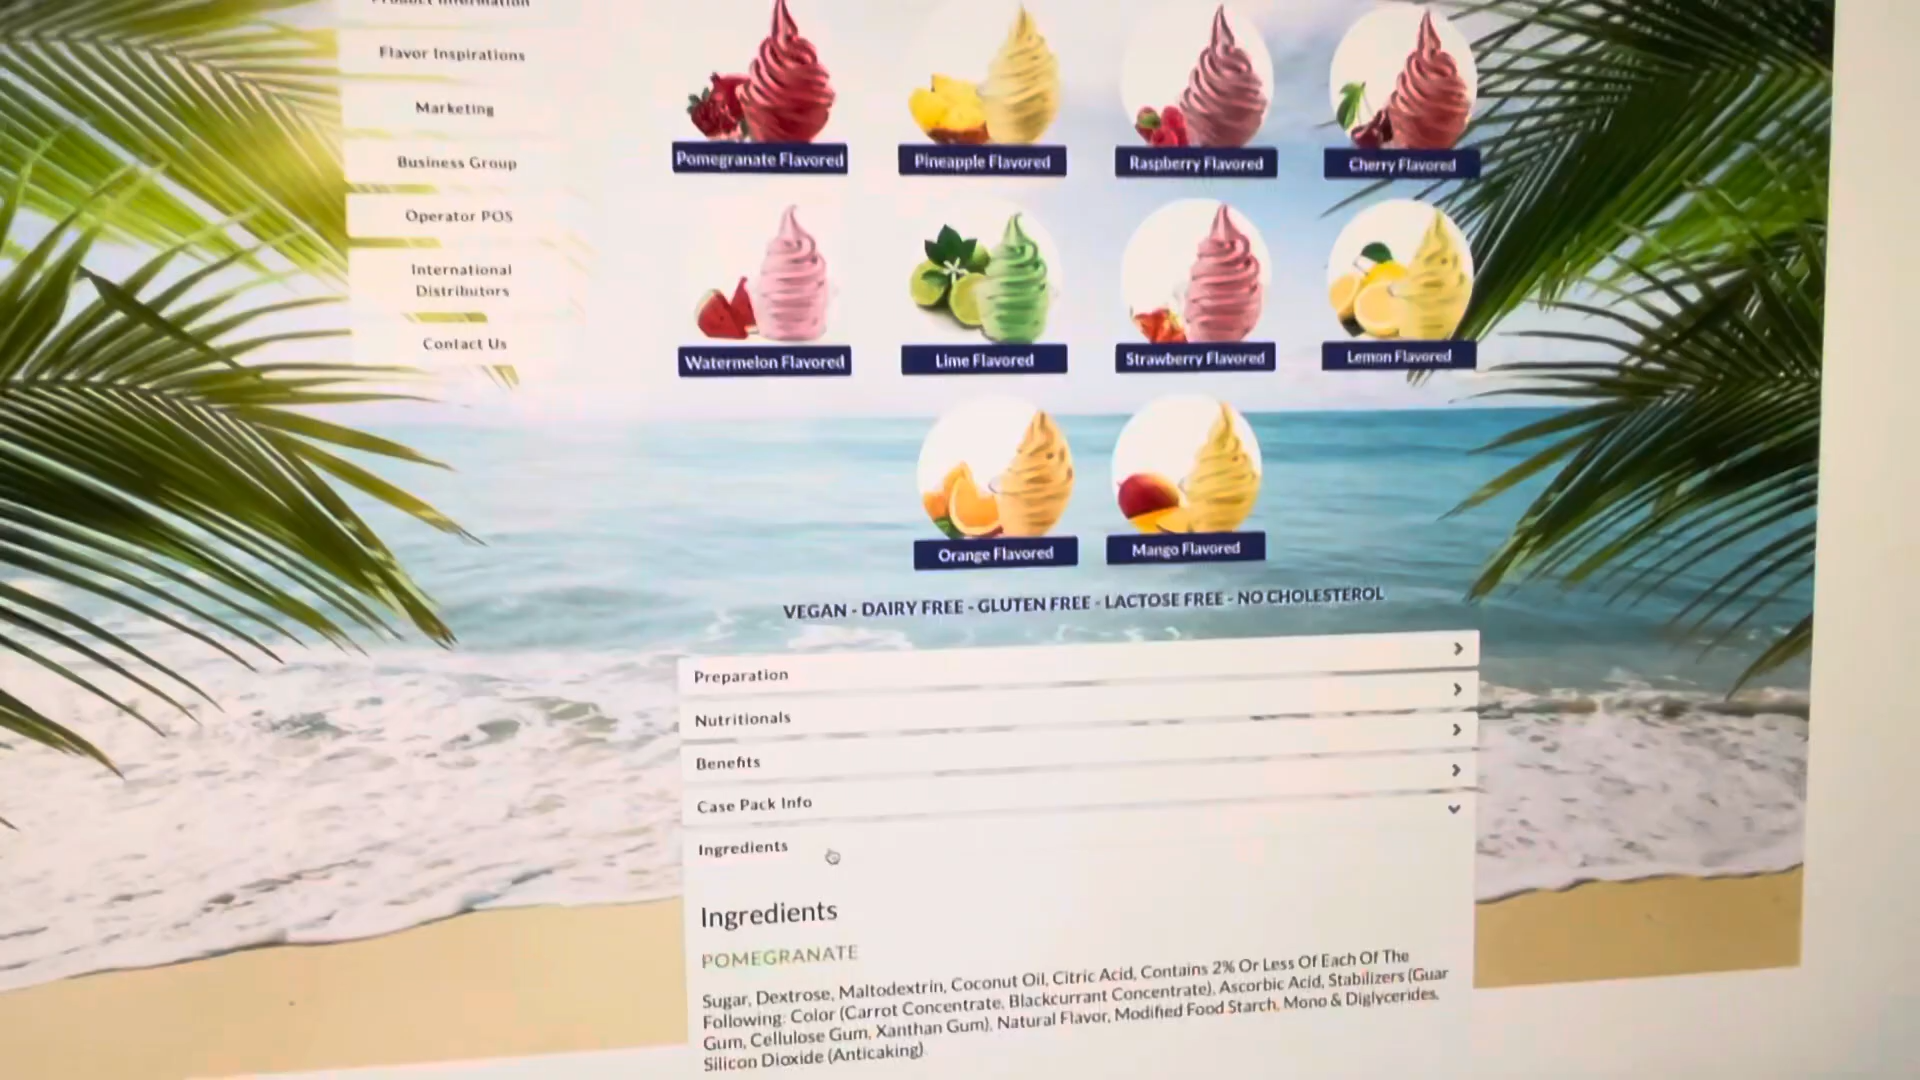 Product Information
Flavor Inspirations
Marketing
Business Group
Operator POS
International
Distributors
Contact Us
Pomegranate Flavored
Pineapple Flavored
Raspberry Flavored
Cherry Flavored
Watermelon Flavored
Lime Flavored
Strawberry Flavored
Lemon Flavored
Orange Flavored
Mango Flavored
VEGAN - DAIRY FREE - GLUTEN FREE - LACTOSE FREE - NO CHOLESTEROL
Preparation
Nutritionals
Benefits
Case Pack Info
Ingredients
Ingredients
POMEGRANATE
Sugar, Dextrose, Maltodextrin, Coconut Oil, Citric Acid, Contains 2% Or Less Of Each Of The
Following: Color (Carrot Concentrate, Blackcurrant Concentrate), Ascorbic Acid, Stabilizers (Guar
Gum, Cellulose Gum, Xanthan Gum), Natural Flavor, Modified Food Starch, Mono & Diglycerides,
Silicon Dioxide (Anticaking)